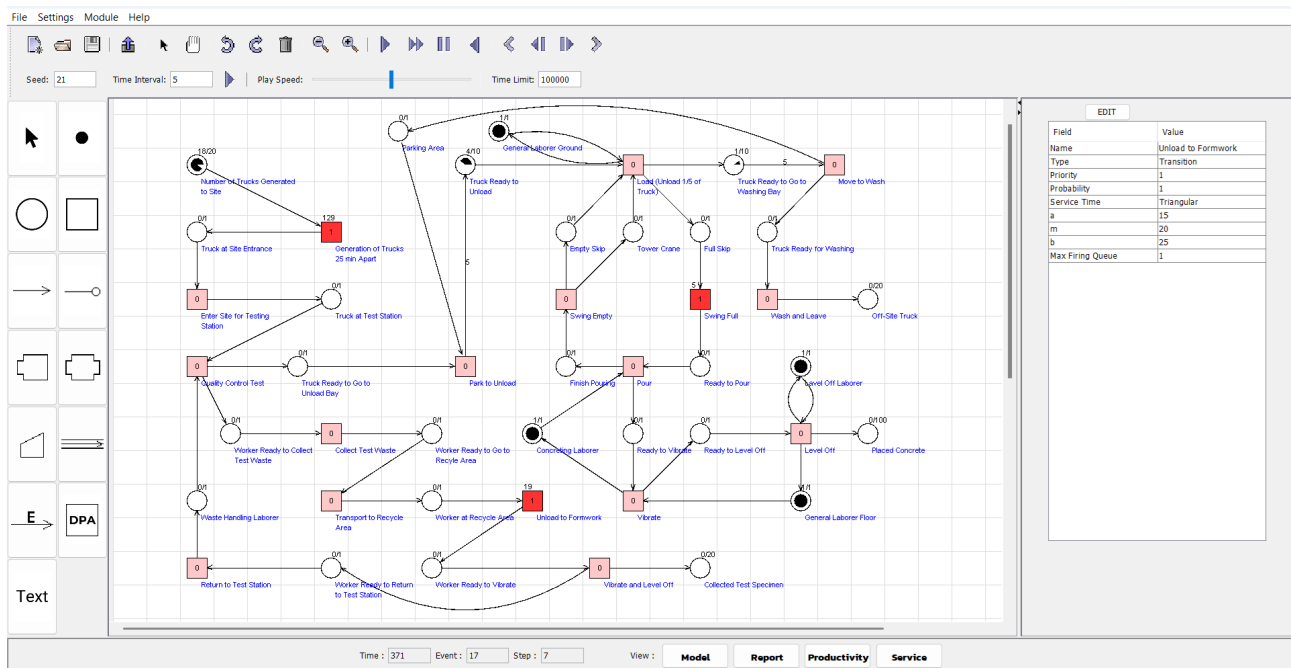 File Settings Module Help
Seed: 21 Time Interval: 5 Play Speed: Time Limit: 100000
EDIT
Field Value
Name Unload to Formwork
Type Transition
Priority 1
Probability 1
Service Time Triangular
a 15
m 20
b 25
Max Firing Queue 1
E
DPA
Text
0/1
Parking Area
1/1
General Laborer Ground
18/20
Number of Trucks Generated
to Site
4/10
Truck Ready to
Unload
0
Load (Unload 1/5 of
Truck)
1/10
Truck Ready to Go to
Washing Bay
5
0
Move to Wash
0/1
Truck at Site Entrance
129
1
Generation of Trucks
25 min Apart
5
0/1
Empty Skip
0/1
Tower Crane
0/1
Full Skip
0/1
Truck Ready for Washing
0
Enter Site for Testing
Station
0/1
Truck at Test Station
0
Swing Empty
5
1
Swing Full
0
Wash and Leave
0/20
Off-Site Truck
0
Quality Control Test
0/1
Truck Ready to Go to
Unload Bay
0
Park to Unload
0/1
Finish Pouring
0
Pour
0/1
Ready to Pour
1/1
Level Off Laborer
0/1
Worker Ready to Collect
Test Waste
0
Collect Test Waste
0/1
Worker Ready to Go to
Recyle Area
1/1
Concreting Laborer
0/1
Ready to Vibrate
0/1
Ready to Level Off
0
Level Off
0/100
Placed Concrete
0/1
Waste Handling Laborer
0
Transport to Recycle
Area
0/1
Worker at Recycle Area
19
1
Unload to Formwork
0
Vibrate
1/1
General Laborer Floor
0
Return to Test Station
0/1
Worker Ready to Return
to Test Station
0/1
Worker Ready to Vibrate
0
Vibrate and Level Off
0/20
Collected Test Specimen
Time : 371 Event : 17 Step : 7 View : Model Report Productivity Service